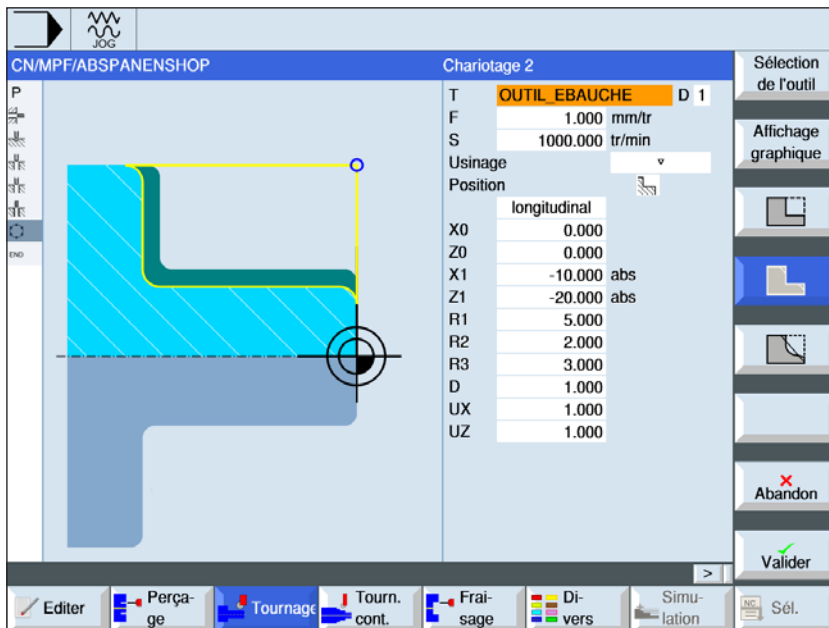 JOG
CN/MPF/ABSPANENSHOP
Chariotage 2
P
END
T OUTIL_EBAUCHE D 1
F 1.000 mm/tr
S 1000.000 tr/min
Usinage ▿
Position
longitudinal
X0 0.000
Z0 0.000
X1 -10.000 abs
Z1 -20.000 abs
R1 5.000
R2 2.000
R3 3.000
D 1.000
UX 1.000
UZ 1.000
Sélection
de l'outil
Affichage
graphique
Abandon
Valider
>
Editer
Perça-
ge
Tournage
Tourn.
cont.
Frai-
sage
Di-
vers
Simu-
lation
NC
Sél.